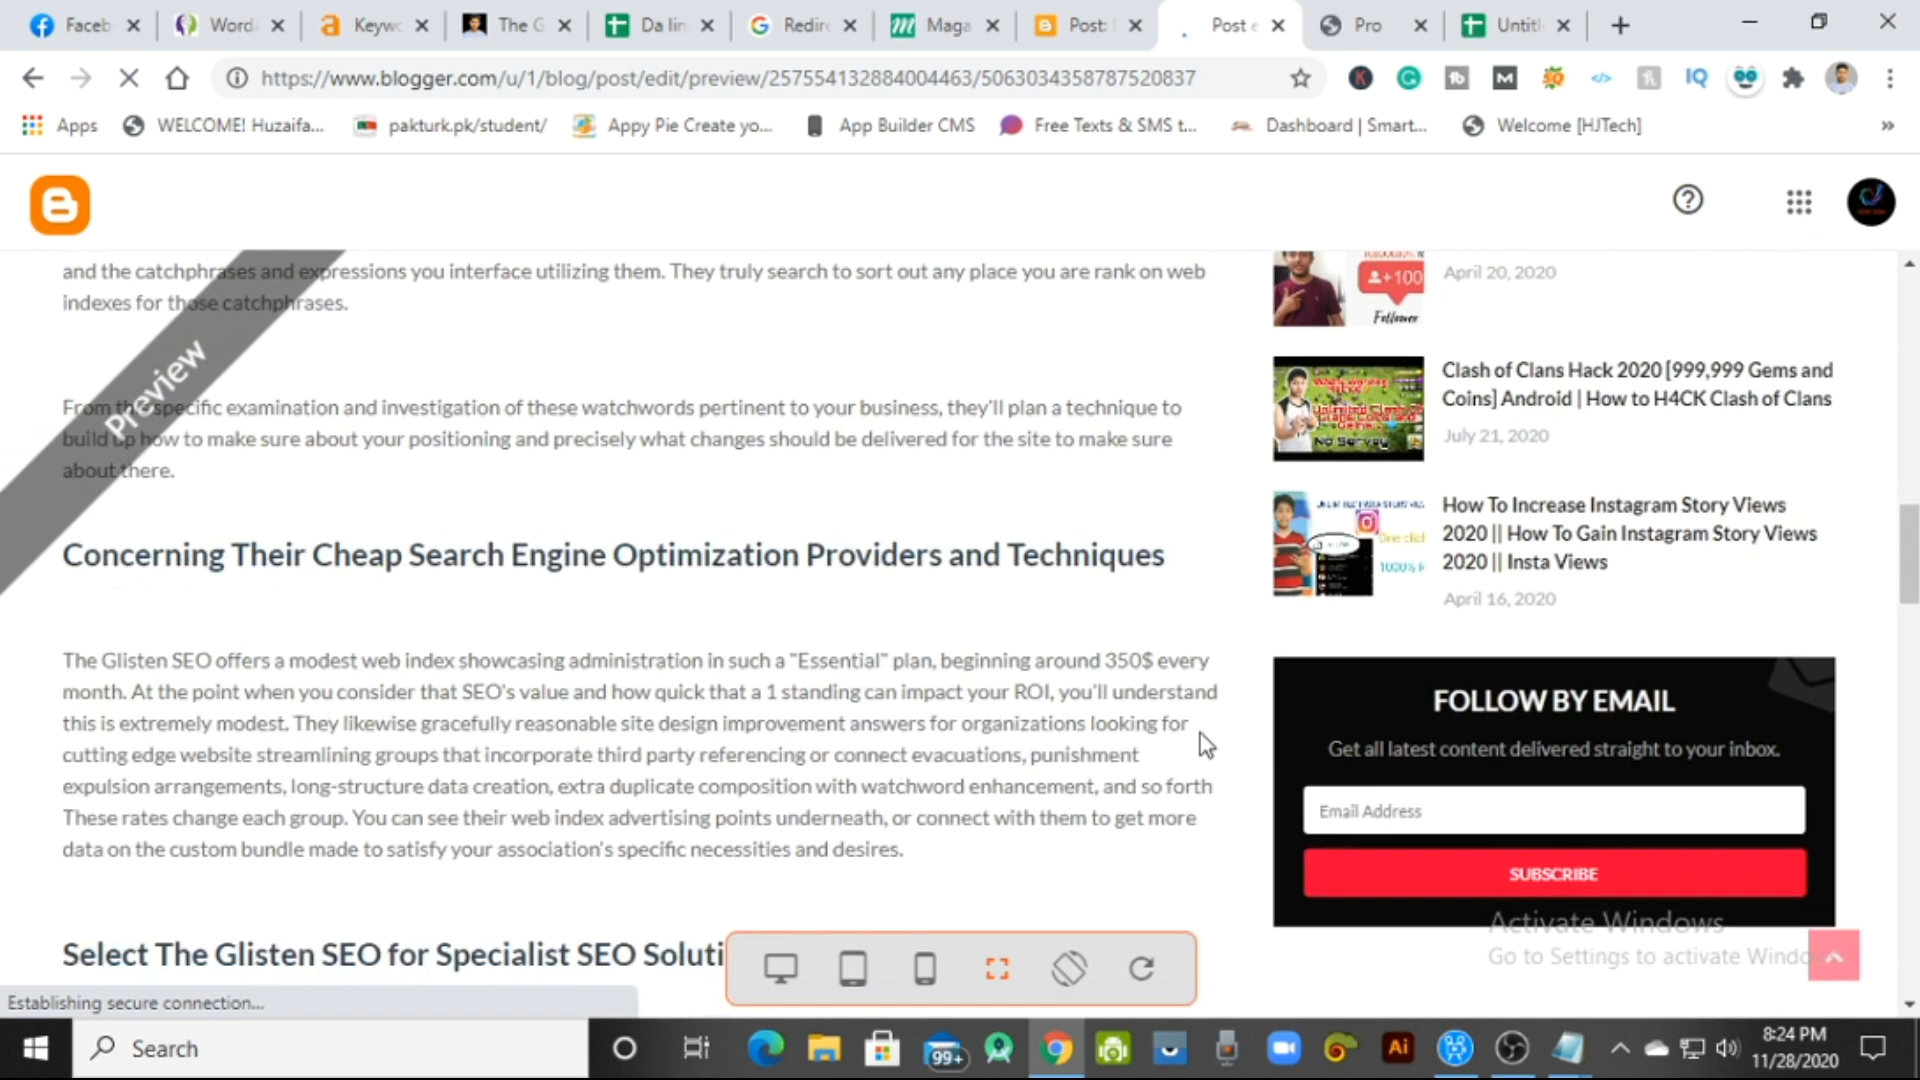 Faceb
Word
Keywo
The G
Da lin
Redire
Maga
Post:
Post e
Pro
Untitl
https://www.blogger.com/u/1/blog/post/edit/preview/257554132884004463/5063034358787520837
Apps
WELCOME! Huzaifa...
pakturk.pk/student/
Appy Pie Create yo...
App Builder CMS
Free Texts & SMS t...
Dashboard | Smart...
Welcome [HJTech]
Preview
and the catchphrases and expressions you interface utilizing them. They truly search to sort out any place you are rank on web
indexes for those catchphrases.
From the specific examination and investigation of these watchwords pertinent to your business, they'll plan a technique to
build up how to make sure about your positioning and precisely what changes should be delivered for the site to make sure
about there.
Concerning Their Cheap Search Engine Optimization Providers and Techniques
The Glisten SEO offers a modest web index showcasing administration in such a "Essential" plan, beginning around 350$ every
month. At the point when you consider that SEO's value and how quick that a 1 standing can impact your ROI, you'll understand
this is extremely modest. They likewise gracefully reasonable site design improvement answers for organizations looking for
cutting edge website streamlining groups that incorporate third party referencing or connect evacuations, punishment
expulsion arrangements, long-structure data creation, extra duplicate composition with watchword enhancement, and so forth
These rates change each group. You can see their web index advertising points underneath, or connect with them to get more
data on the custom bundle made to satisfy your association's specific necessities and desires.
Select The Glisten SEO for Specialist SEO Soluti
+100
Follower
April 20, 2020
Unlimited Clash of
No Survey
Clash of Clans Hack 2020 [999,999 Gems and
Coins] Android | How to H4CK Clash of Clans
July 21, 2020
One clic
1000% R
How To Increase Instagram Story Views
2020 || How To Gain Instagram Story Views
2020 || Insta Views
April 16, 2020
FOLLOW BY EMAIL
Get all latest content delivered straight to your inbox.
Email Address
SUBSCRIBE
Activate Windows
Go to Settings to activate Windo
Establishing secure connection...
Search
99+
Ai
8:24 PM
11/28/2020